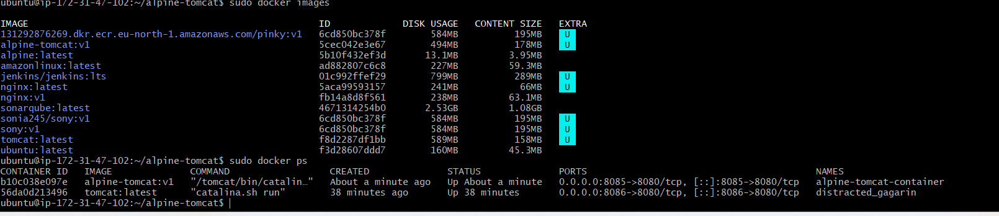 ubuntu@ip-172-31-47-102:~/alpine-tomcat$ sudo docker images
IMAGE ID DISK USAGE CONTENT SIZE EXTRA
131292876269.dkr.ecr.eu-north-1.amazonaws.com/pinky:v1 6cd850bc378f 584MB 195MB U
alpine-tomcat:v1 5cec042e3e67 494MB 178MB U
alpine:latest 5b10f432ef3d 13.1MB 3.95MB
amazonlinux:latest ad882807c6c8 227MB 59.3MB
jenkins/jenkins:lts 01c992ffef29 799MB 289MB U
nginx:latest 5aca99593157 241MB 66MB U
nginx:v1 fb14a8d8f561 238MB 63.1MB
sonarqube:latest 4671314254b0 2.53GB 1.08GB
sonia245/sony:v1 6cd850bc378f 584MB 195MB U
sony:v1 6cd850bc378f 584MB 195MB U
tomcat:latest f8d2287df1bb 589MB 158MB U
ubuntu:latest f3d28607ddd7 160MB 45.3MB
ubuntu@ip-172-31-47-102:~/alpine-tomcat$ sudo docker ps
CONTAINER ID IMAGE COMMAND CREATED STATUS PORTS NAMES
b10c038e097e alpine-tomcat:v1 "/tomcat/bin/catalin…" About a minute ago Up About a minute 0.0.0.0:8085->8080/tcp, [::]:8085->8080/tcp alpine-tomcat-container
56da0d213496 tomcat:latest "catalina.sh run" 38 minutes ago Up 38 minutes 0.0.0.0:8086->8080/tcp, [::]:8086->8080/tcp distracted_gagarin
ubuntu@ip-172-31-47-102:~/alpine-tomcat$